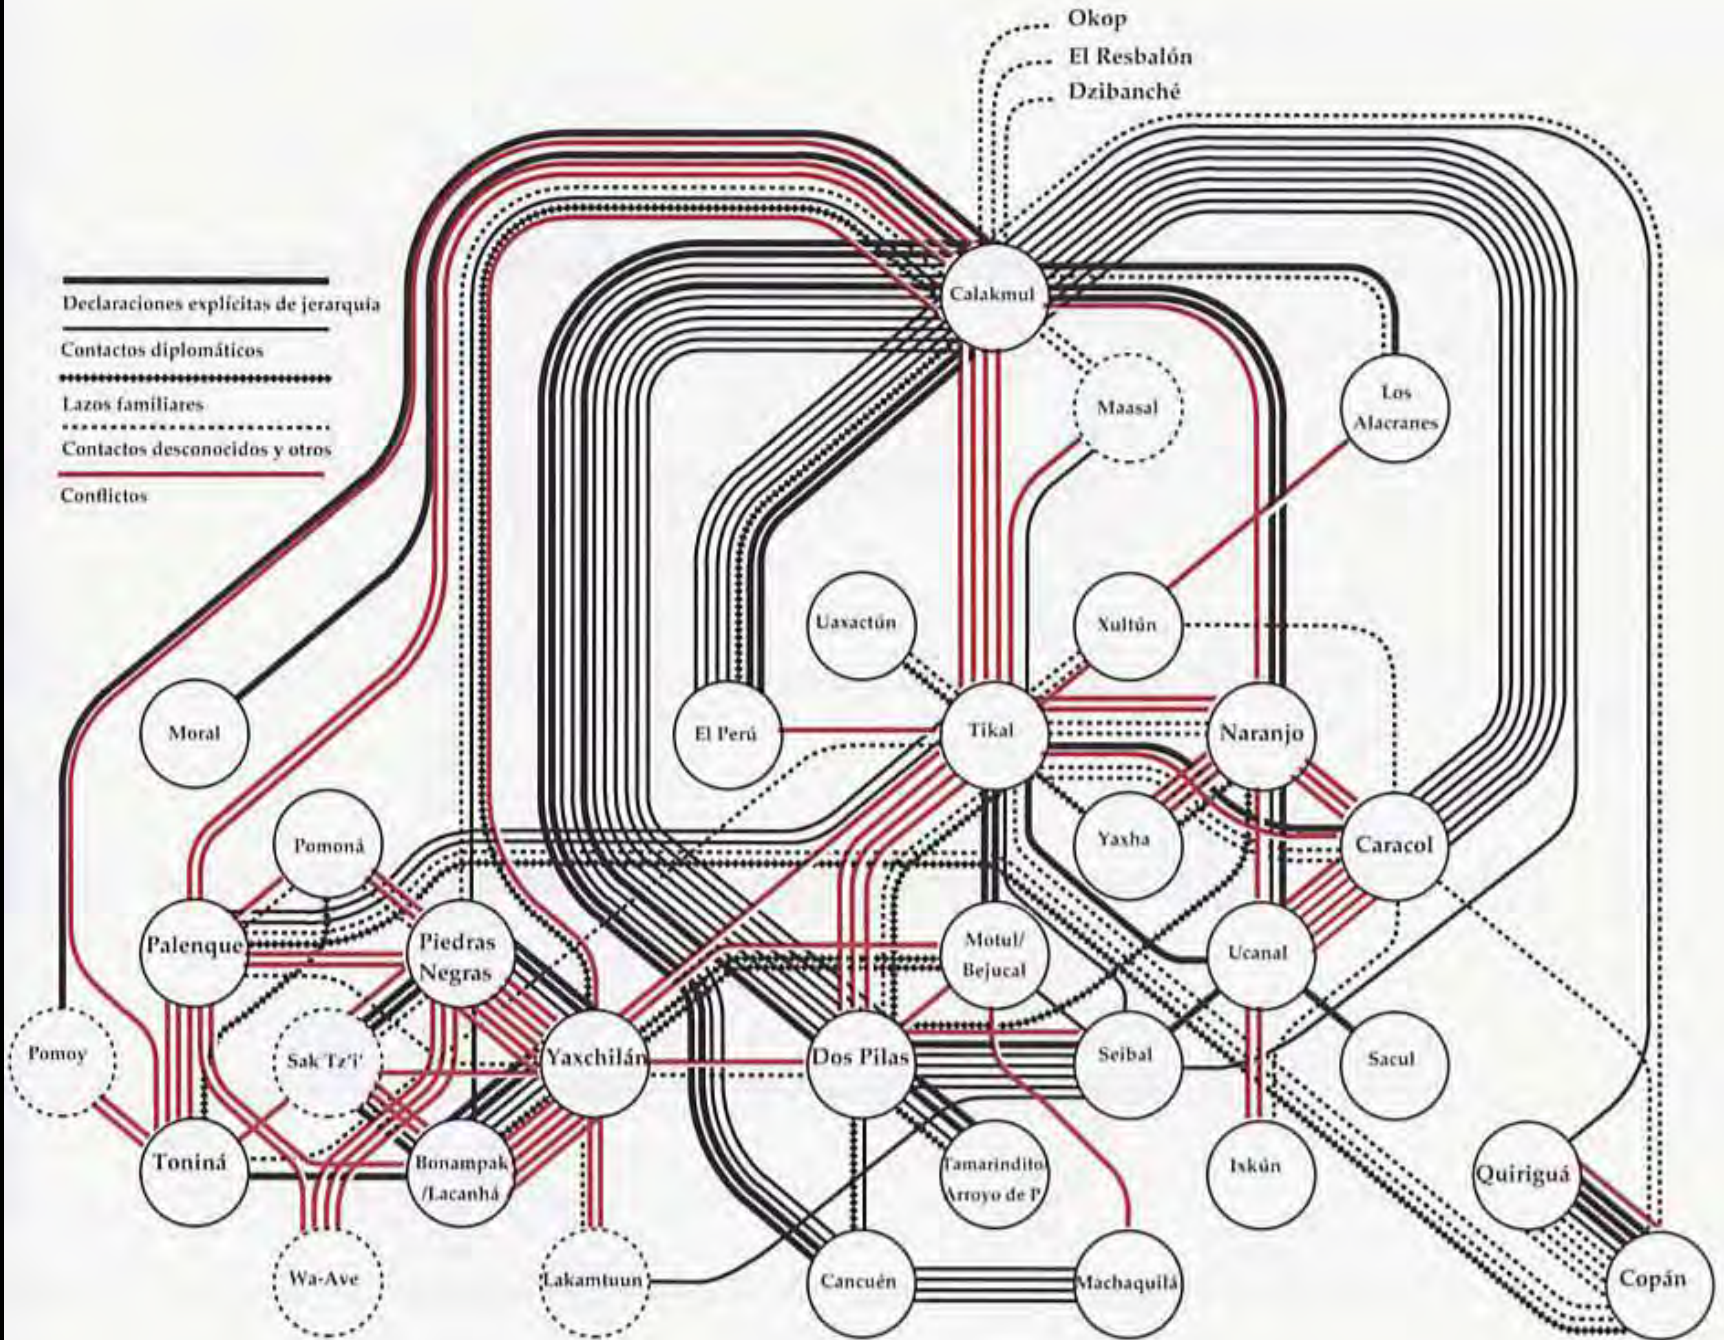 Okop
El Resbalón
Dzibanché
Declaraciones explícitas de jerarquía
Contactos diplomáticos
Lazos familiares
Contactos desconocidos y otros
Conflictos
Calakmul
Maasal
Los
Alacranes
Uaxactún
Xultún
Moral
El Perú
Tikal
Naranjo
Pomoná
Yaxha
Caracol
Palenque
Piedras
Negras
Motul/
Bejucal
Ucanal
Pomoy
Sak Tz'i'
Yaxchilán
Dos Pilas
Seibal
Sacul
Toniná
Bonampak
/Lacanhá
Tamarindito
Arroyo de P.
Ixkún
Quiriguá
Wa-Ave
Lakamtuun
Cancuén
Machaquilá
Copán